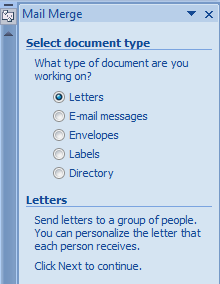 Mail Merge
Select document type
What type of document are you
working on?
Letters
E-mail messages
Envelopes
Labels
Directory
Letters
Send letters to a group of people.
You can personalize the letter that
each person receives.
Click Next to continue.